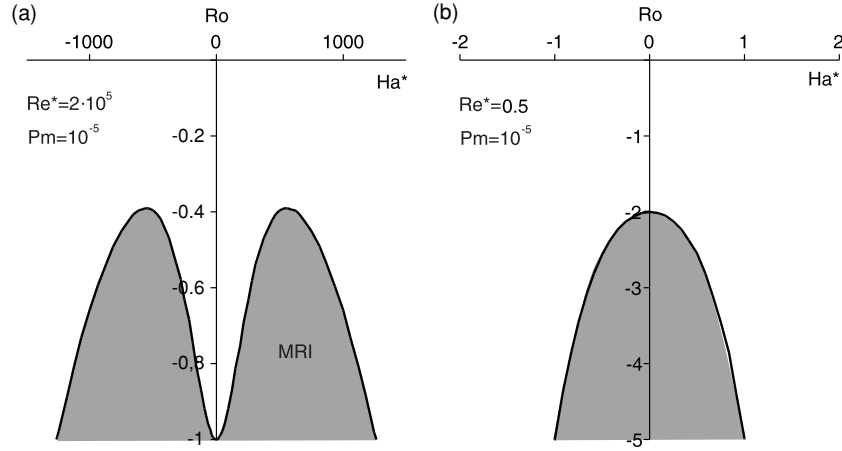 (a)
Ro
-1000 0 1000
Ha*
Re*=2·10⁵
Pm=10⁻⁵
-0.2
-0.4
-0.6
-0,8
MRI
-1
(b)
Ro
-2 -1 0 1 2
Ha*
Re*=0.5
Pm=10⁻⁵
-1
-2
-3
-4
-5